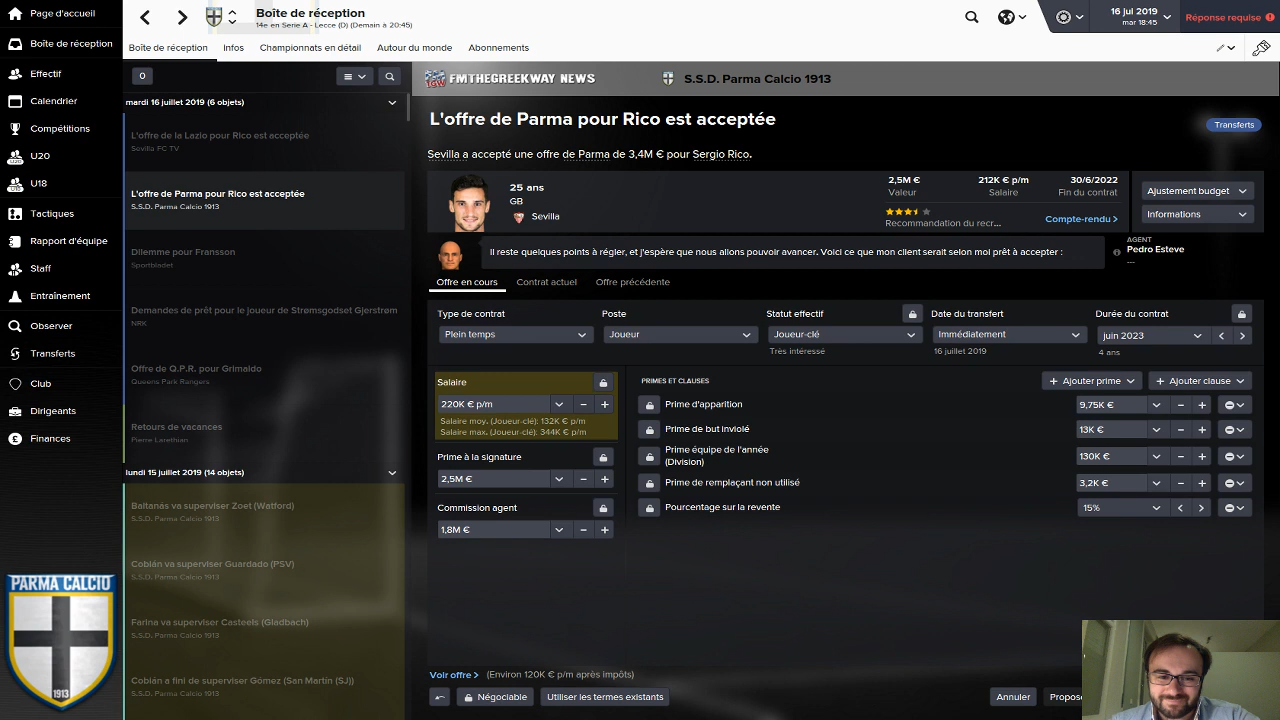 Page d'accueil
Boîte de réception
Effectif
Calendrier
Compétitions
U20
U18
Tactiques
Rapport d'équipe
Staff
Entraînement
Observer
Transferts
Club
Dirigeants
Finances
PARMA CALCIO
1913
Boîte de réception
14e en Serie A - Lecce (D) (Demain à 20:45)
16 jul 2019
mar 18:45
Réponse requise
Boîte de réception
Infos
Championnats en détail
Autour du monde
Abonnements
0
mardi 16 juillet 2019 (6 objets)
L'offre de la Lazio pour Rico est acceptée
Sevilla FC TV
L'offre de Parma pour Rico est acceptée
S.S.D. Parma Calcio 1913
Dilemme pour Fransson
Sportbladet
Demandes de prêt pour le joueur de Strømsgodset Gjerstrøm
NRK
Offre de Q.P.R. pour Grimaldo
Queens Park Rangers
Retours de vacances
Pierre Larethian
lundi 15 juillet 2019 (14 objets)
Baltanás va superviser Zoet (Watford)
S.S.D. Parma Calcio 1913
Cobián va superviser Guardado (PSV)
S.S.D. Parma Calcio 1913
Farina va superviser Casteels (Gladbach)
S.S.D. Parma Calcio 1913
Cobián a fini de superviser Gómez (San Martín (SJ))
S.S.D. Parma Calcio 1913
FMTHEGREEKWAY NEWS
S.S.D. Parma Calcio 1913
L'offre de Parma pour Rico est acceptée
Transferts
Sevilla a accepté une offre de Parma de 3,4M € pour Sergio Rico.
25 ans
GB
Sevilla
2,5M €
Valeur
212K € p/m
Salaire
30/6/2022
Fin du contrat
Recommandation du recr...
Compte-rendu >
Ajustement budget
Informations
Il reste quelques points à régler, et j'espère que nous allons pouvoir avancer. Voici ce que mon client serait selon moi prêt à accepter :
AGENT
Pedro Esteve
---
Offre en cours
Contrat actuel
Offre précédente
Type de contrat
Plein temps
Poste
Joueur
Statut effectif
Joueur-clé
Très intéressé
Date du transfert
Immédiatement
16 juillet 2019
Durée du contrat
juin 2023
4 ans
Salaire
220K € p/m
Salaire moy. (Joueur-clé): 132K € p/m
Salaire max. (Joueur-clé): 344K € p/m
Prime à la signature
2,5M €
Commission agent
1,8M €
PRIMES ET CLAUSES
Ajouter prime
Ajouter clause
Prime d'apparition
9,75K €
Prime de but inviolé
13K €
Prime équipe de l'année
(Division)
130K €
Prime de remplaçant non utilisé
3,2K €
Pourcentage sur la revente
15%
Voir offre > (Environ 120K € p/m après impôts)
Négociable
Utiliser les termes existants
Annuler
Propose